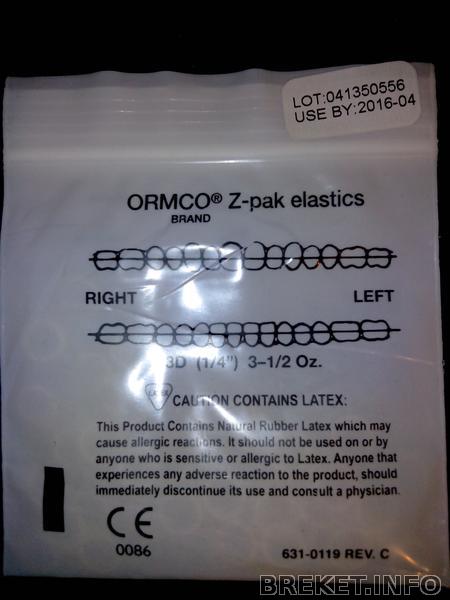 LOT:041350556
USE BY:2016-04
ORMCO® Z-pak elastics
BRAND
RIGHT LEFT
3D (1/4") 3-1/2 Oz.
LATEX
CAUTION CONTAINS LATEX:
This Product Contains Natural Rubber Latex which may
cause allergic reactions. It should not be used on or by
anyone who is sensitive or allergic to Latex. Anyone that
experiences any adverse reaction to the product, should
immediately discontinue its use and consult a physician.
CE
0086
631-0119 REV. C
BREKET.INFO